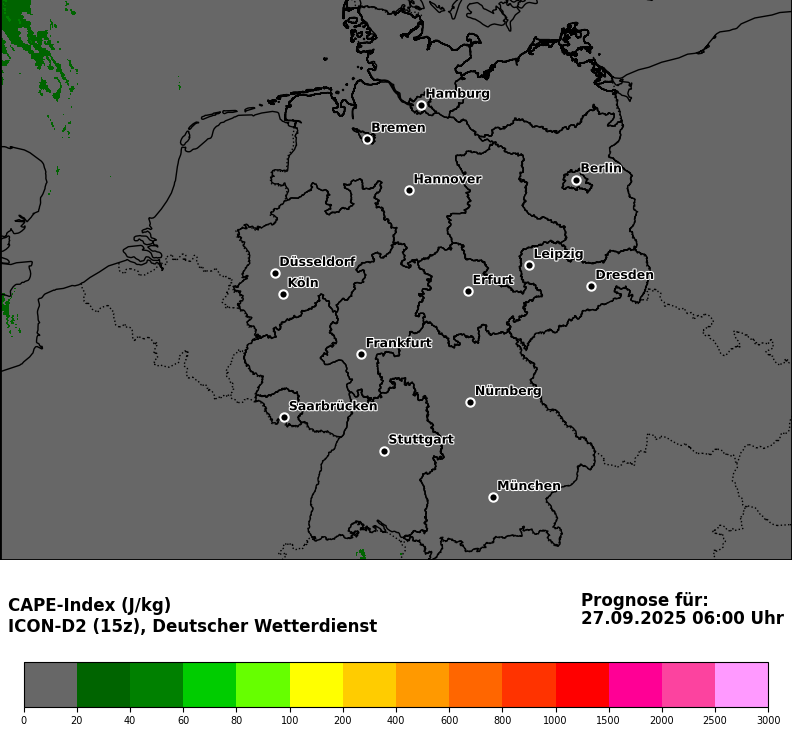 Hamburg
Bremen
Berlin
Hannover
Leipzig
Düsseldorf
Dresden
Erfurt
Köln
Frankfurt
Nürnberg
Saarbrücken
Stuttgart
München
CAPE-Index (J/kg)
ICON-D2 (15z), Deutscher Wetterdienst
Prognose für:
27.09.2025 06:00 Uhr
0 20 40 60 80 100 200 400 600 800 1000 1500 2000 2500 3000